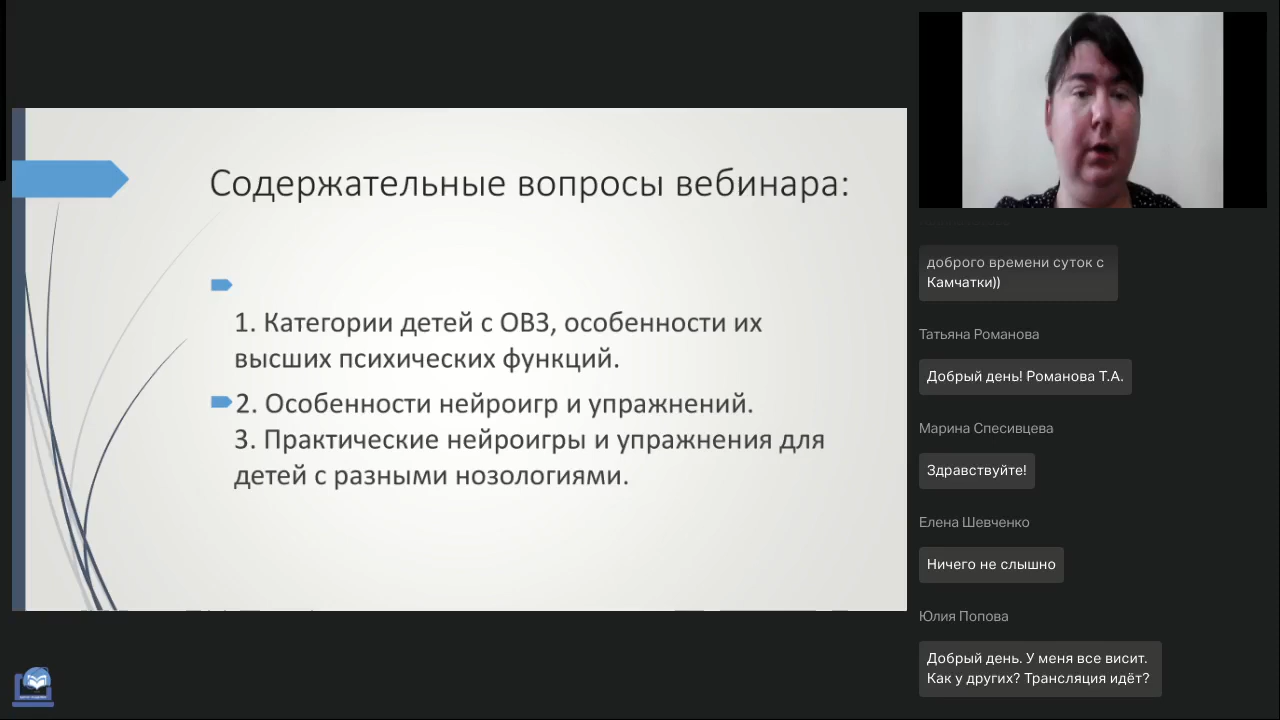 Содержательные вопросы вебинара:
1. Категории детей с ОВЗ, особенности их
высших психических функций.
2. Особенности нейроигр и упражнений.
3. Практические нейроигры и упражнения для
детей с разными нозологиями.
доброго времени суток с
Камчатки))
Татьяна Романова
Добрый день! Романова Т.А.
Марина Спесивцева
Здравствуйте!
Елена Шевченко
Ничего не слышно
Юлия Попова
Добрый день. У меня все висит.
Как у других? Трансляция идёт?